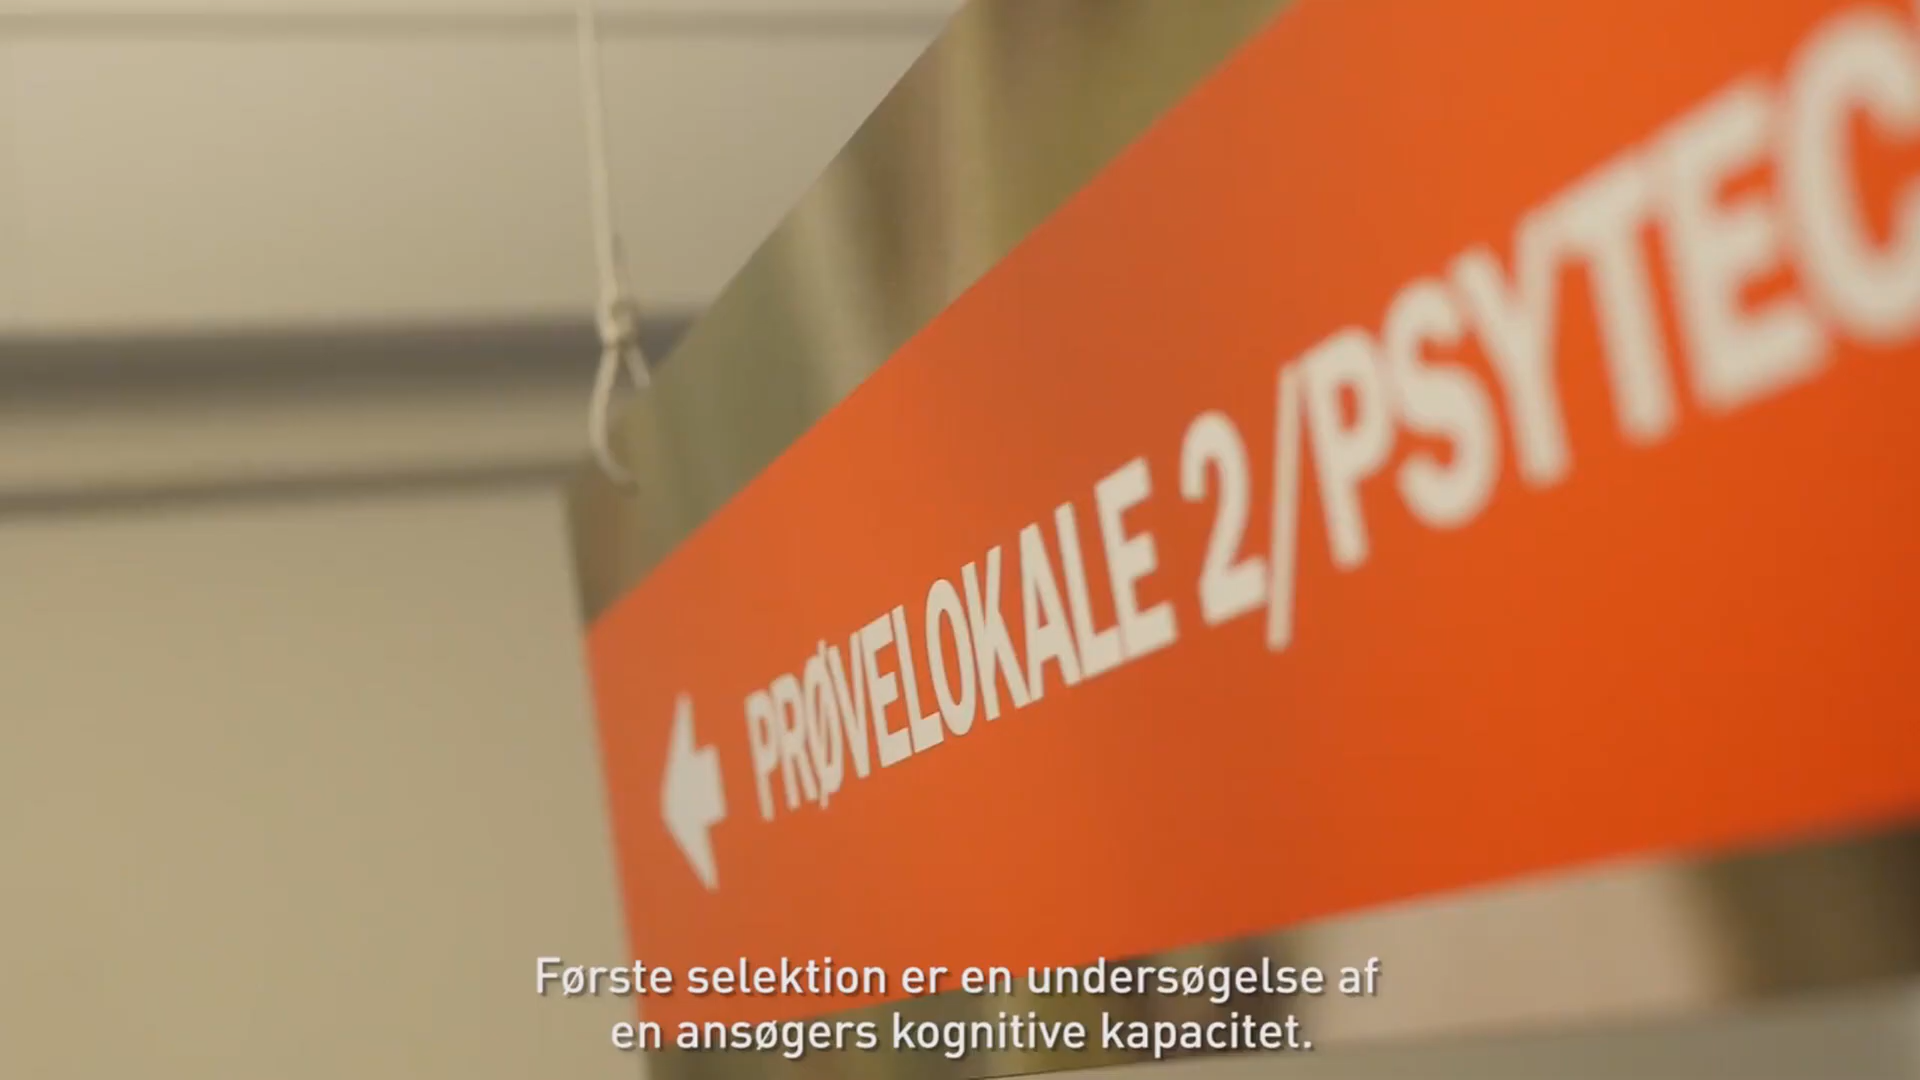 PRØVELOKALE 2/PSYTEC
Første selektion er en undersøgelse af
en ansøgers kognitive kapacitet.